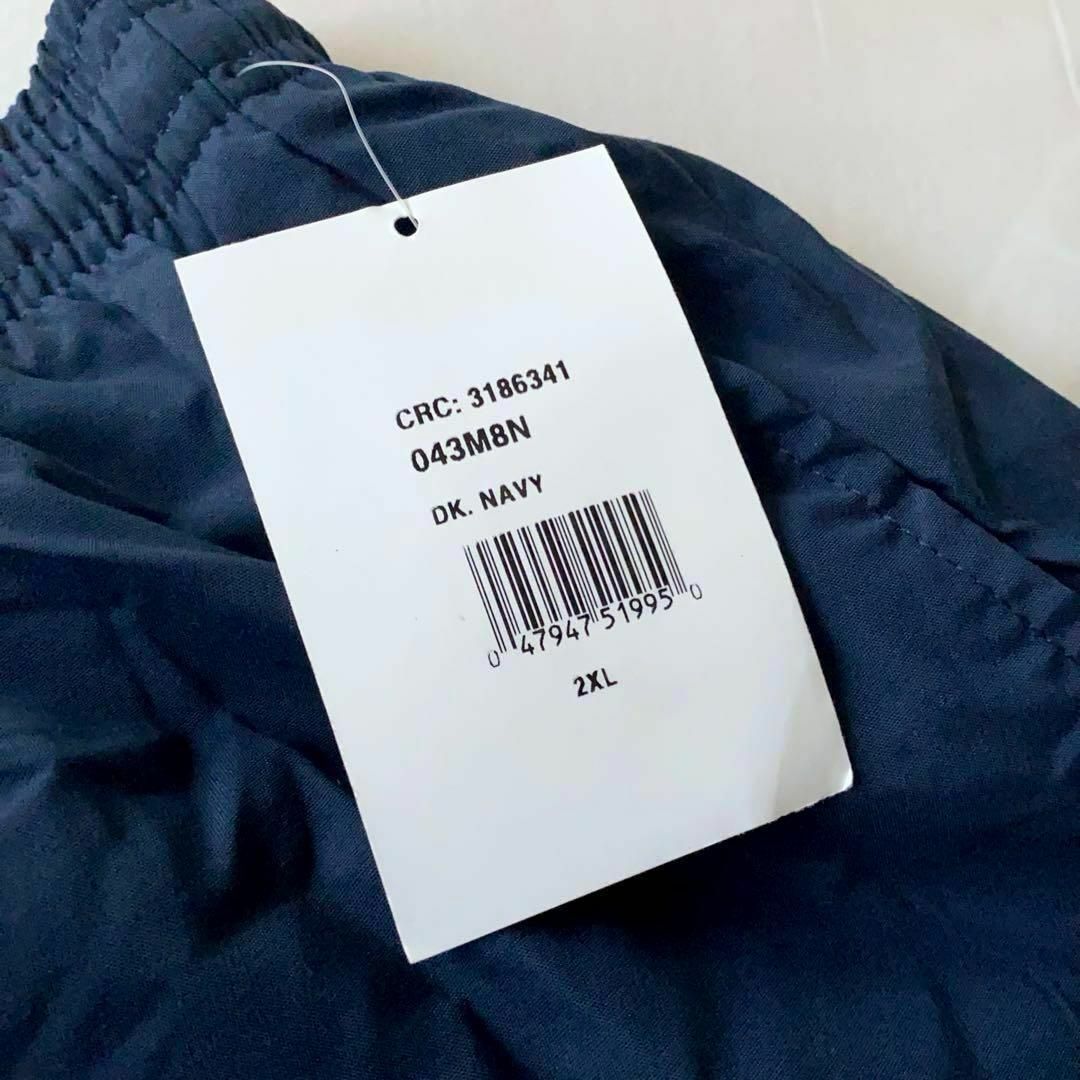 CRC: 3186341
043M8N
DK. NAVY
0 47947 51995 0
2XL